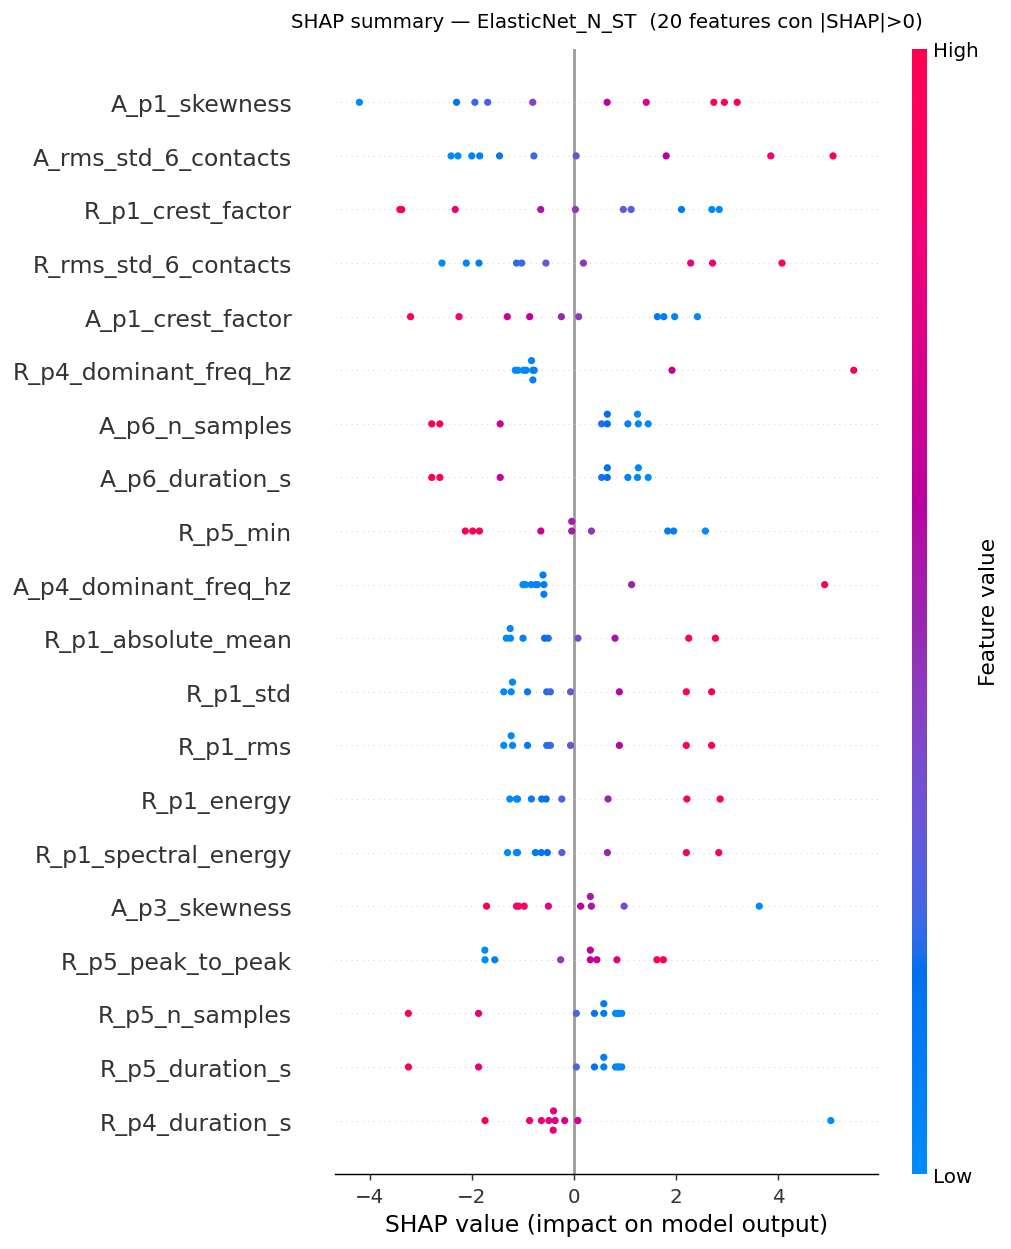 SHAP summary — ElasticNet_N_ST  (20 features con |SHAP|>0)
High
A_p1_skewness
A_rms_std_6_contacts
R_p1_crest_factor
R_rms_std_6_contacts
A_p1_crest_factor
R_p4_dominant_freq_hz
A_p6_n_samples
A_p6_duration_s
R_p5_min
A_p4_dominant_freq_hz
R_p1_absolute_mean
R_p1_std
R_p1_rms
R_p1_energy
R_p1_spectral_energy
A_p3_skewness
R_p5_peak_to_peak
R_p5_n_samples
R_p5_duration_s
R_p4_duration_s
Feature value
Low
−4 −2 0 2 4
SHAP value (impact on model output)